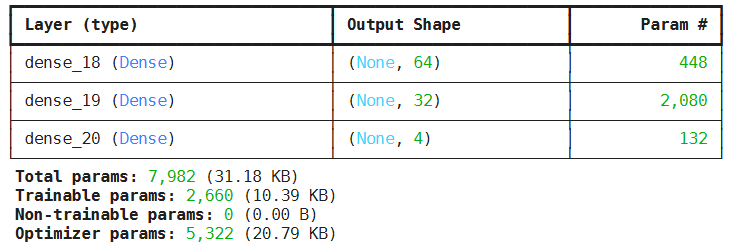 Layer (type) Output Shape Param #
dense_18 (Dense) (None, 64) 448
dense_19 (Dense) (None, 32) 2,080
dense_20 (Dense) (None, 4) 132
Total params: 7,982 (31.18 KB)
Trainable params: 2,660 (10.39 KB)
Non-trainable params: 0 (0.00 B)
Optimizer params: 5,322 (20.79 KB)